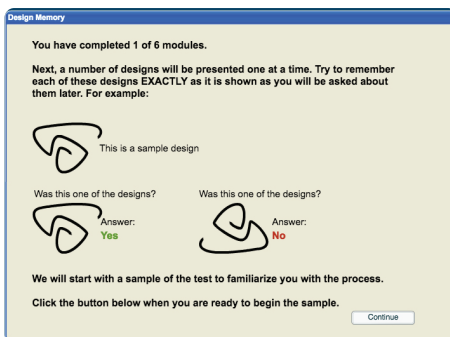 Design Memory
You have completed 1 of 6 modules.
Next, a number of designs will be presented one at a time. Try to remember
each of these designs EXACTLY as it is shown as you will be asked about
them later. For example:
This is a sample design
Was this one of the designs?
Answer:
Yes
Was this one of the designs?
Answer:
No
We will start with a sample of the test to familiarize you with the process.
Click the button below when you are ready to begin the sample.
Continue